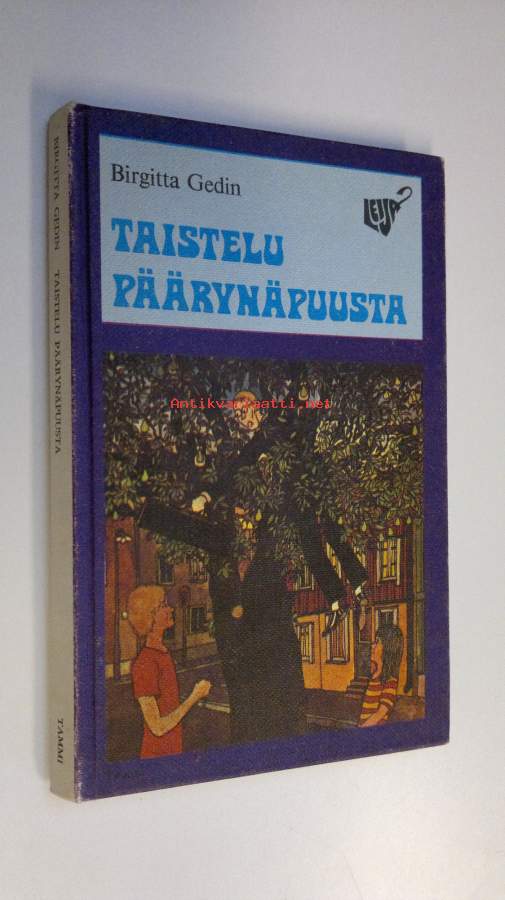 Birgitta Gedin
LEIJA
TAISTELU
PÄÄRYNÄPUUSTA
Antikvariaatti.net
BIRGITTA GEDIN TAISTELU PÄÄRYNÄPUUSTA
TAMMI